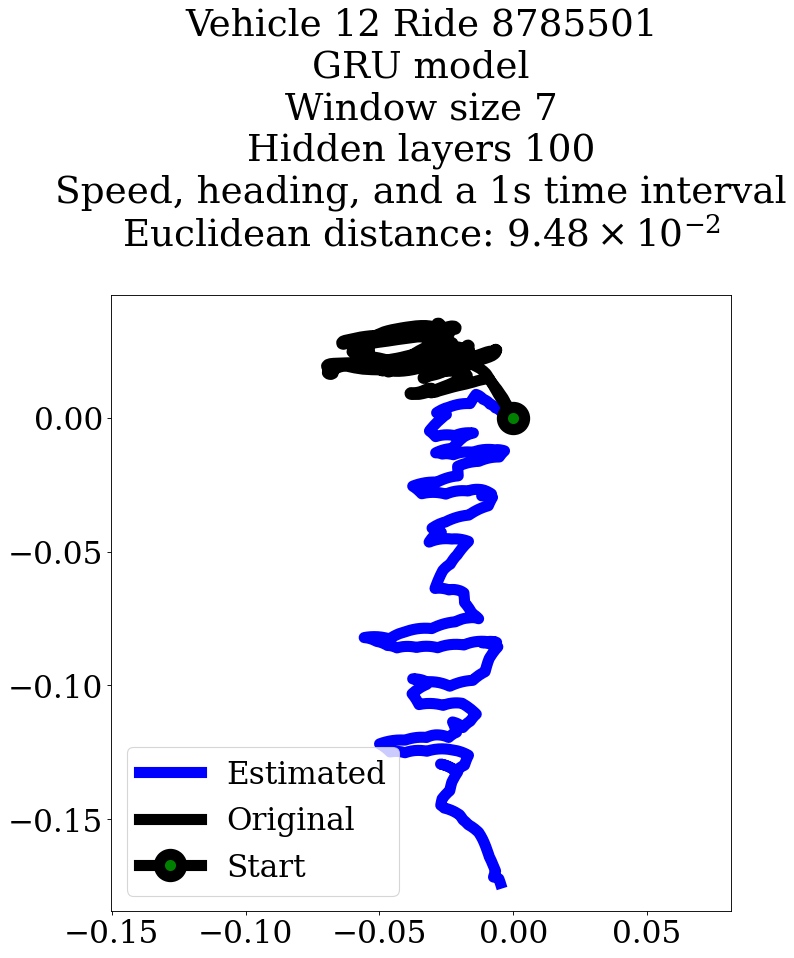 Vehicle 12 Ride 8785501
GRU model
Window size 7
Hidden layers 100
Speed, heading, and a 1s time interval
Euclidean distance: 9.48 × 10⁻²
0.00
−0.05
−0.10
−0.15
Estimated
Original
Start
−0.15 −0.10 −0.05 0.00 0.05